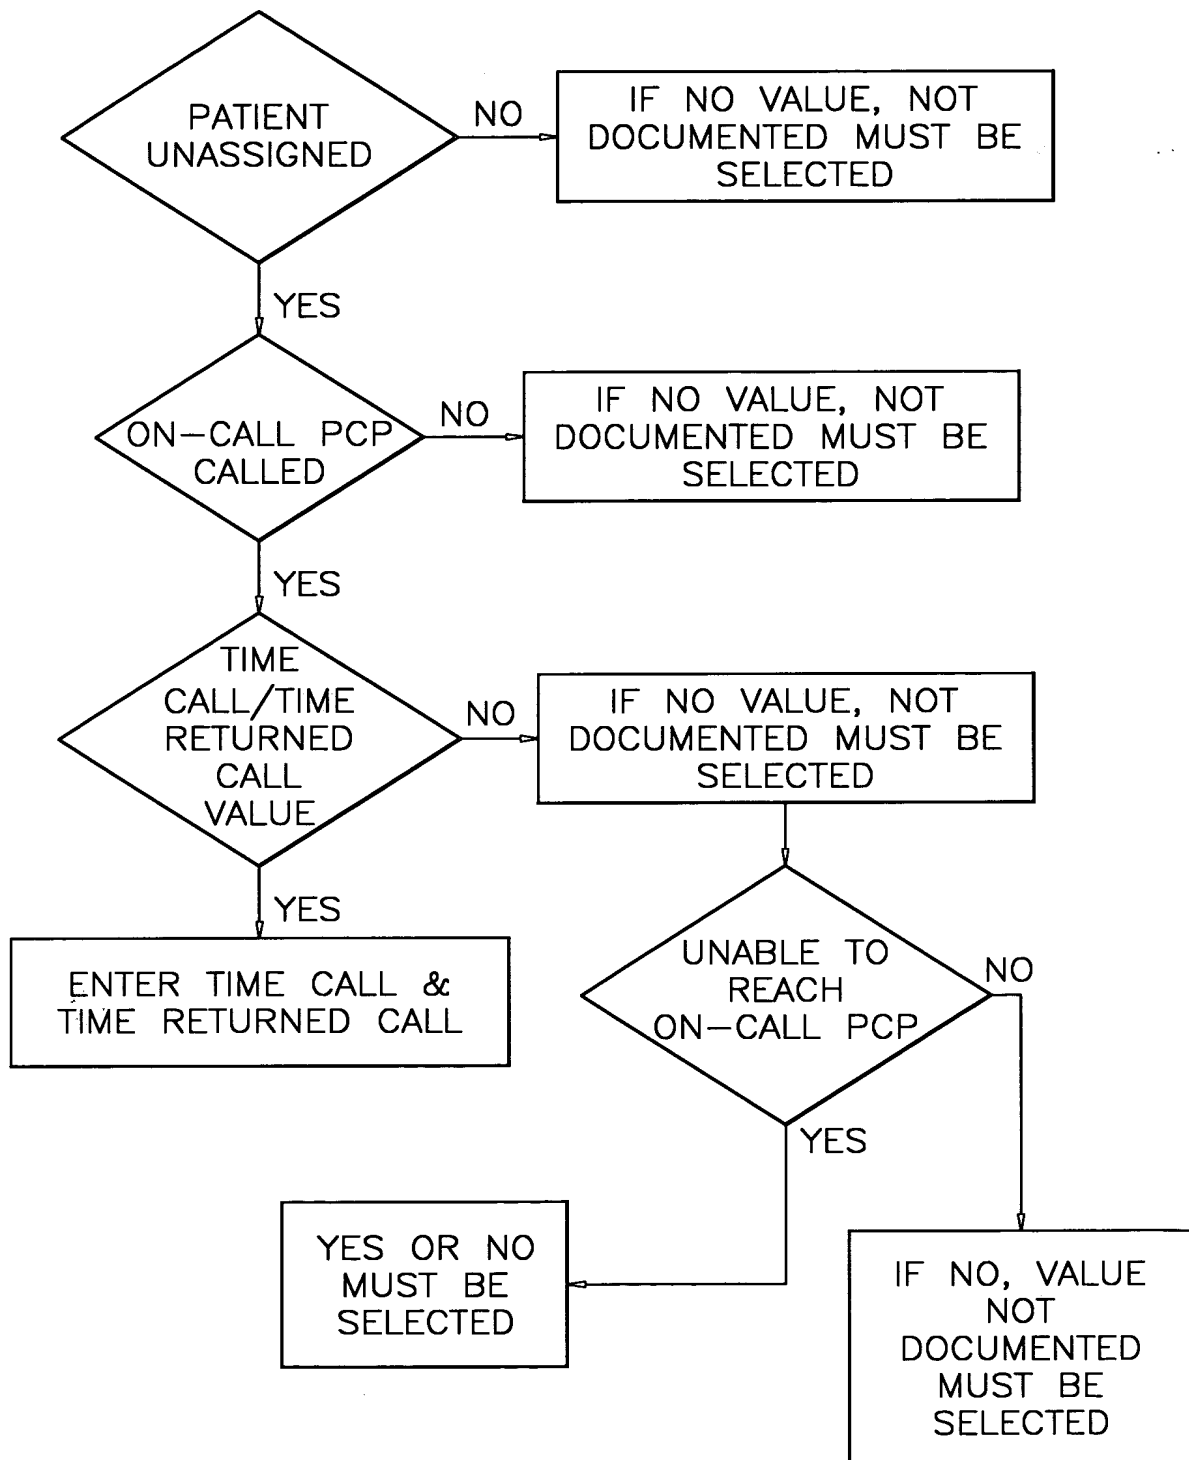 PATIENT
UNASSIGNED
NO
IF NO VALUE, NOT
DOCUMENTED MUST BE
SELECTED
YES
ON-CALL PCP
CALLED
NO
IF NO VALUE, NOT
DOCUMENTED MUST BE
SELECTED
YES
TIME
CALL/TIME
RETURNED
CALL
VALUE
NO
IF NO VALUE, NOT
DOCUMENTED MUST BE
SELECTED
YES
ENTER TIME CALL &
TIME RETURNED CALL
UNABLE TO
REACH
ON-CALL PCP
NO
YES
YES OR NO
MUST BE
SELECTED
IF NO, VALUE
NOT
DOCUMENTED
MUST BE
SELECTED